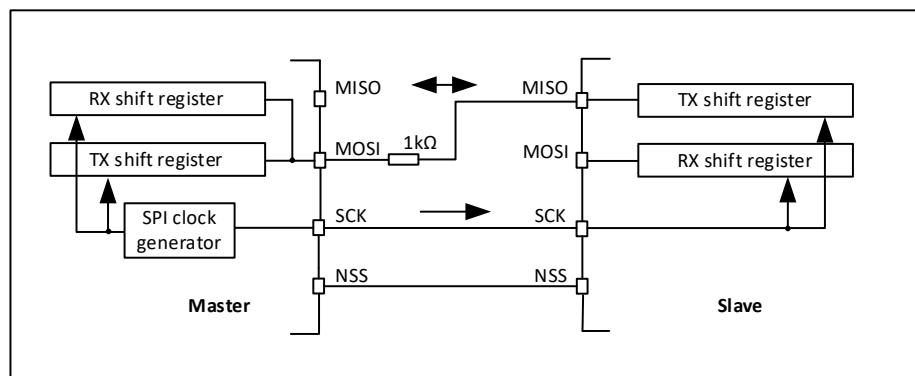 MISO
MISO
RX shift register
TX shift register
1kΩ
MOSI
MOSI
TX shift register
RX shift register
SCK
SCK
SPI clock
generator
NSS
NSS
Master
Slave